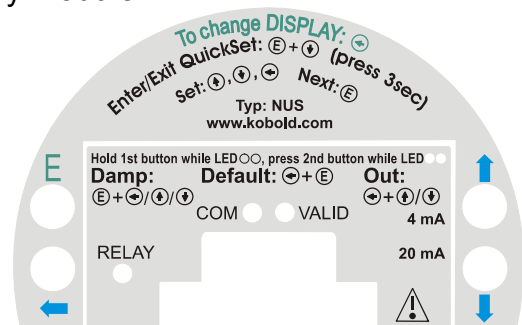 To change DISPLAY: ←
Enter/Exit QuickSet: Ⓔ+↓ (press 3sec)
Set: ↑, ↓, ← Next: Ⓔ
Typ: NUS
www.kobold.com
E
Hold 1st button while LED○○, press 2nd button while LED
Damp: Default: ←+Ⓔ Out:
Ⓔ+←/↑/↓ ←+↑/↓
COM VALID 4 mA
RELAY 20 mA